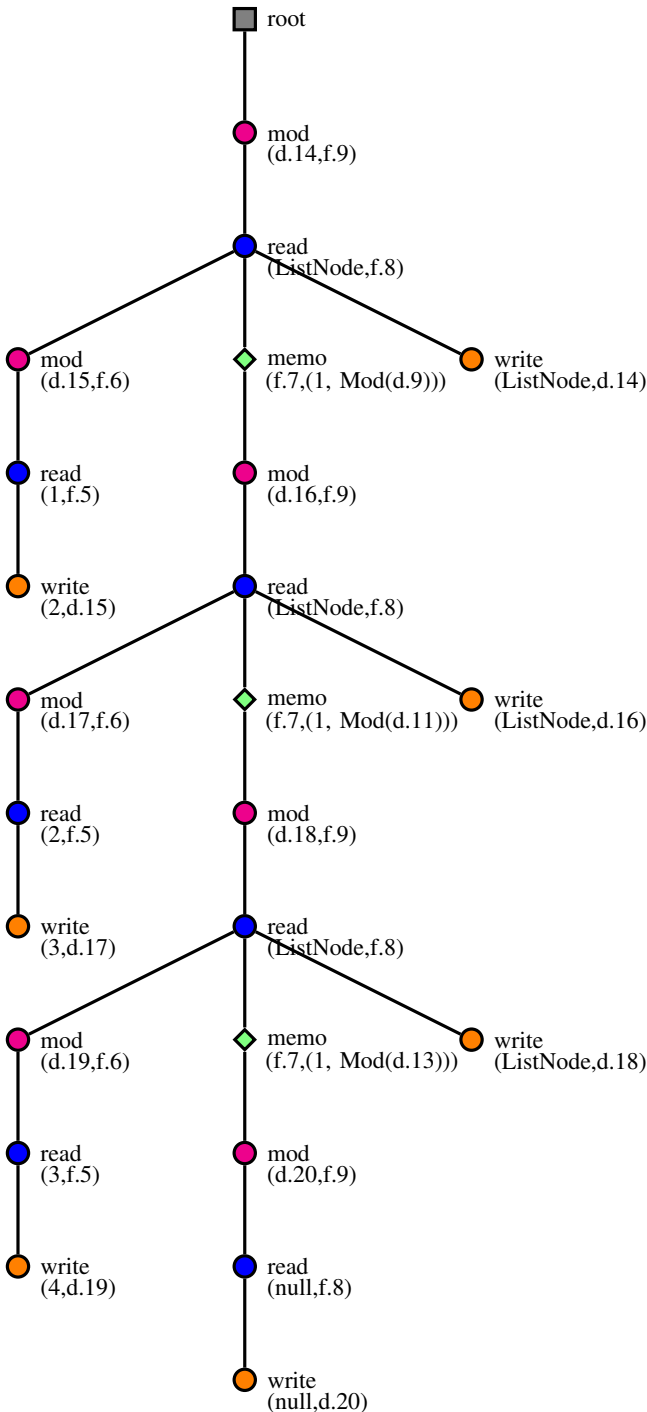 root
mod
(d.14,f.9)
read
(ListNode,f.8)
mod
(d.15,f.6)
memo
(f.7,(1, Mod(d.9)))
write
(ListNode,d.14)
read
(1,f.5)
mod
(d.16,f.9)
write
(2,d.15)
read
(ListNode,f.8)
mod
(d.17,f.6)
memo
(f.7,(1, Mod(d.11)))
write
(ListNode,d.16)
read
(2,f.5)
mod
(d.18,f.9)
write
(3,d.17)
read
(ListNode,f.8)
mod
(d.19,f.6)
memo
(f.7,(1, Mod(d.13)))
write
(ListNode,d.18)
read
(3,f.5)
mod
(d.20,f.9)
write
(4,d.19)
read
(null,f.8)
write
(null,d.20)